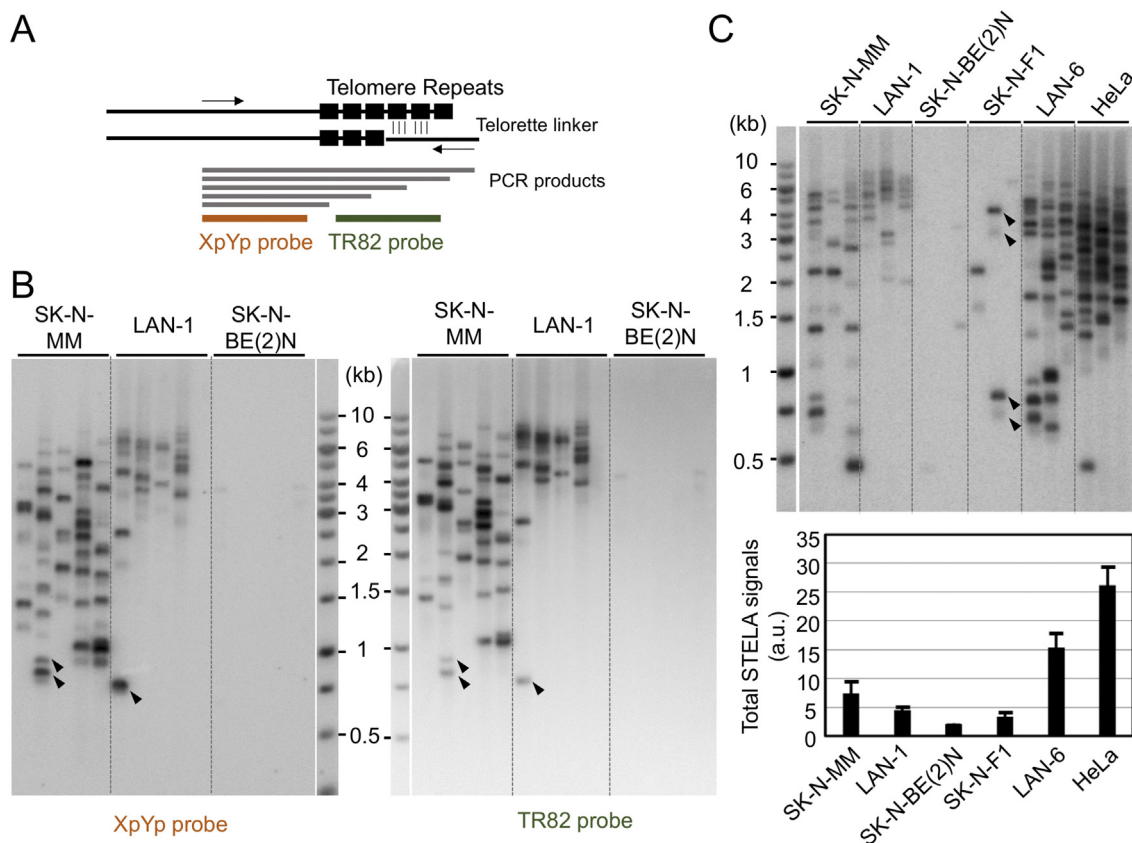 A
Telomere Repeats
Telorette linker
PCR products
XpYp probe
TR82 probe
B
SK-N-
MM
LAN-1
SK-N-
BE(2)N
SK-N-
MM
LAN-1
SK-N-
BE(2)N
(kb)
10
6
4
3
2
1.5
1
0.5
XpYp probe
TR82 probe
C
SK-N-MM
LAN-1
SK-N-BE(2)N
SK-N-F1
LAN-6
HeLa
(kb)
10
6
4
3
2
1.5
1
0.5
Total STELA signals
(a.u.)
35
30
25
20
15
10
5
0
SK-N-MM
LAN-1
SK-N-BE(2)N
SK-N-F1
LAN-6
HeLa